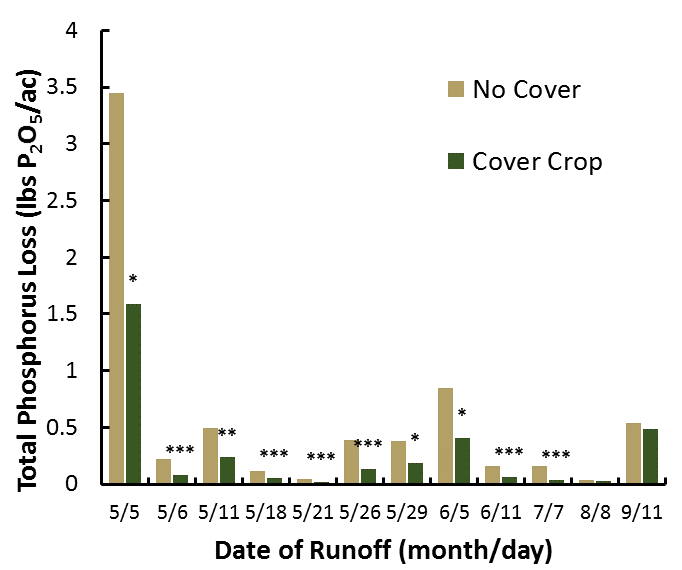 Total Phosphorus Loss (lbs P₂O₅/ac)
4
3.5
3
2.5
2
1.5
1
0.5
0
No Cover
Cover Crop
* *** ** *** *** *** * * *** ***
5/5 5/6 5/11 5/18 5/21 5/26 5/29 6/5 6/11 7/7 8/8 9/11
Date of Runoff (month/day)